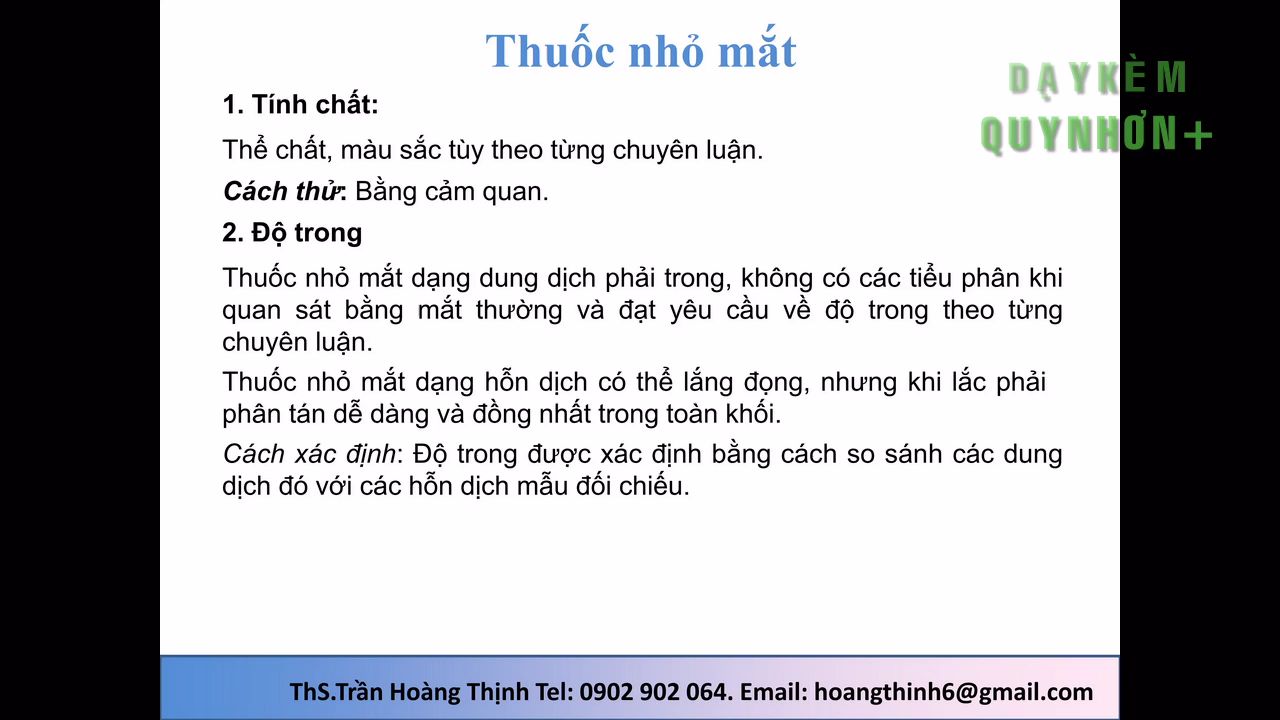 Thuốc nhỏ mắt
DẠY KÈM
QUY NHƠN +
1. Tính chất:
Thể chất, màu sắc tùy theo từng chuyên luận.
Cách thử: Bằng cảm quan.
2. Độ trong
Thuốc nhỏ mắt dạng dung dịch phải trong, không có các tiểu phân khi
quan sát bằng mắt thường và đạt yêu cầu về độ trong theo từng
chuyên luận.
Thuốc nhỏ mắt dạng hỗn dịch có thể lắng đọng, nhưng khi lắc phải
phân tán dễ dàng và đồng nhất trong toàn khối.
Cách xác định: Độ trong được xác định bằng cách so sánh các dung
dịch đó với các hỗn dịch mẫu đối chiếu.
ThS.Trần Hoàng Thịnh Tel: 0902 902 064. Email: hoangthinh6@gmail.com